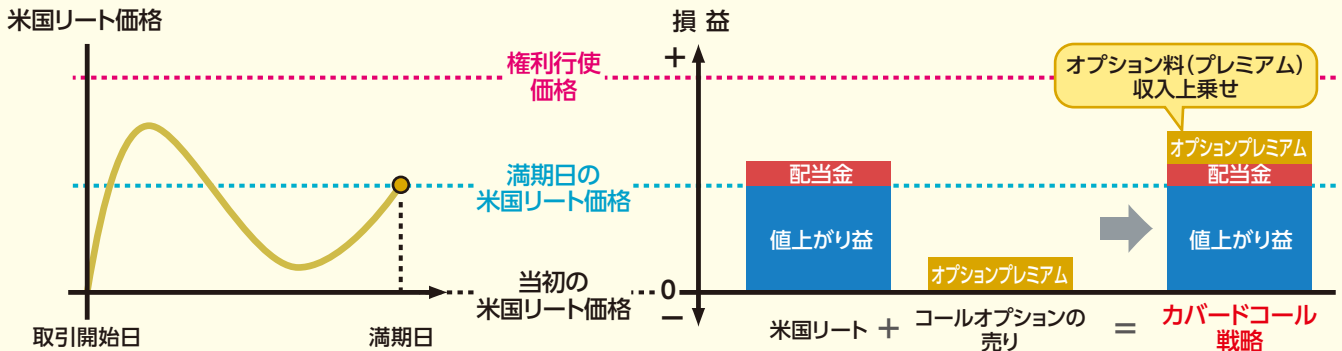 米国リート価格
権利行使
価格
満期日の
米国リート価格
当初の
米国リート価格
取引開始日
満期日
損益
+
0
−
配当金
値上がり益
オプションプレミアム
オプション料(プレミアム)
収入上乗せ
オプションプレミアム
配当金
値上がり益
米国リート
+
コールオプションの
売り
=
カバードコール
戦略